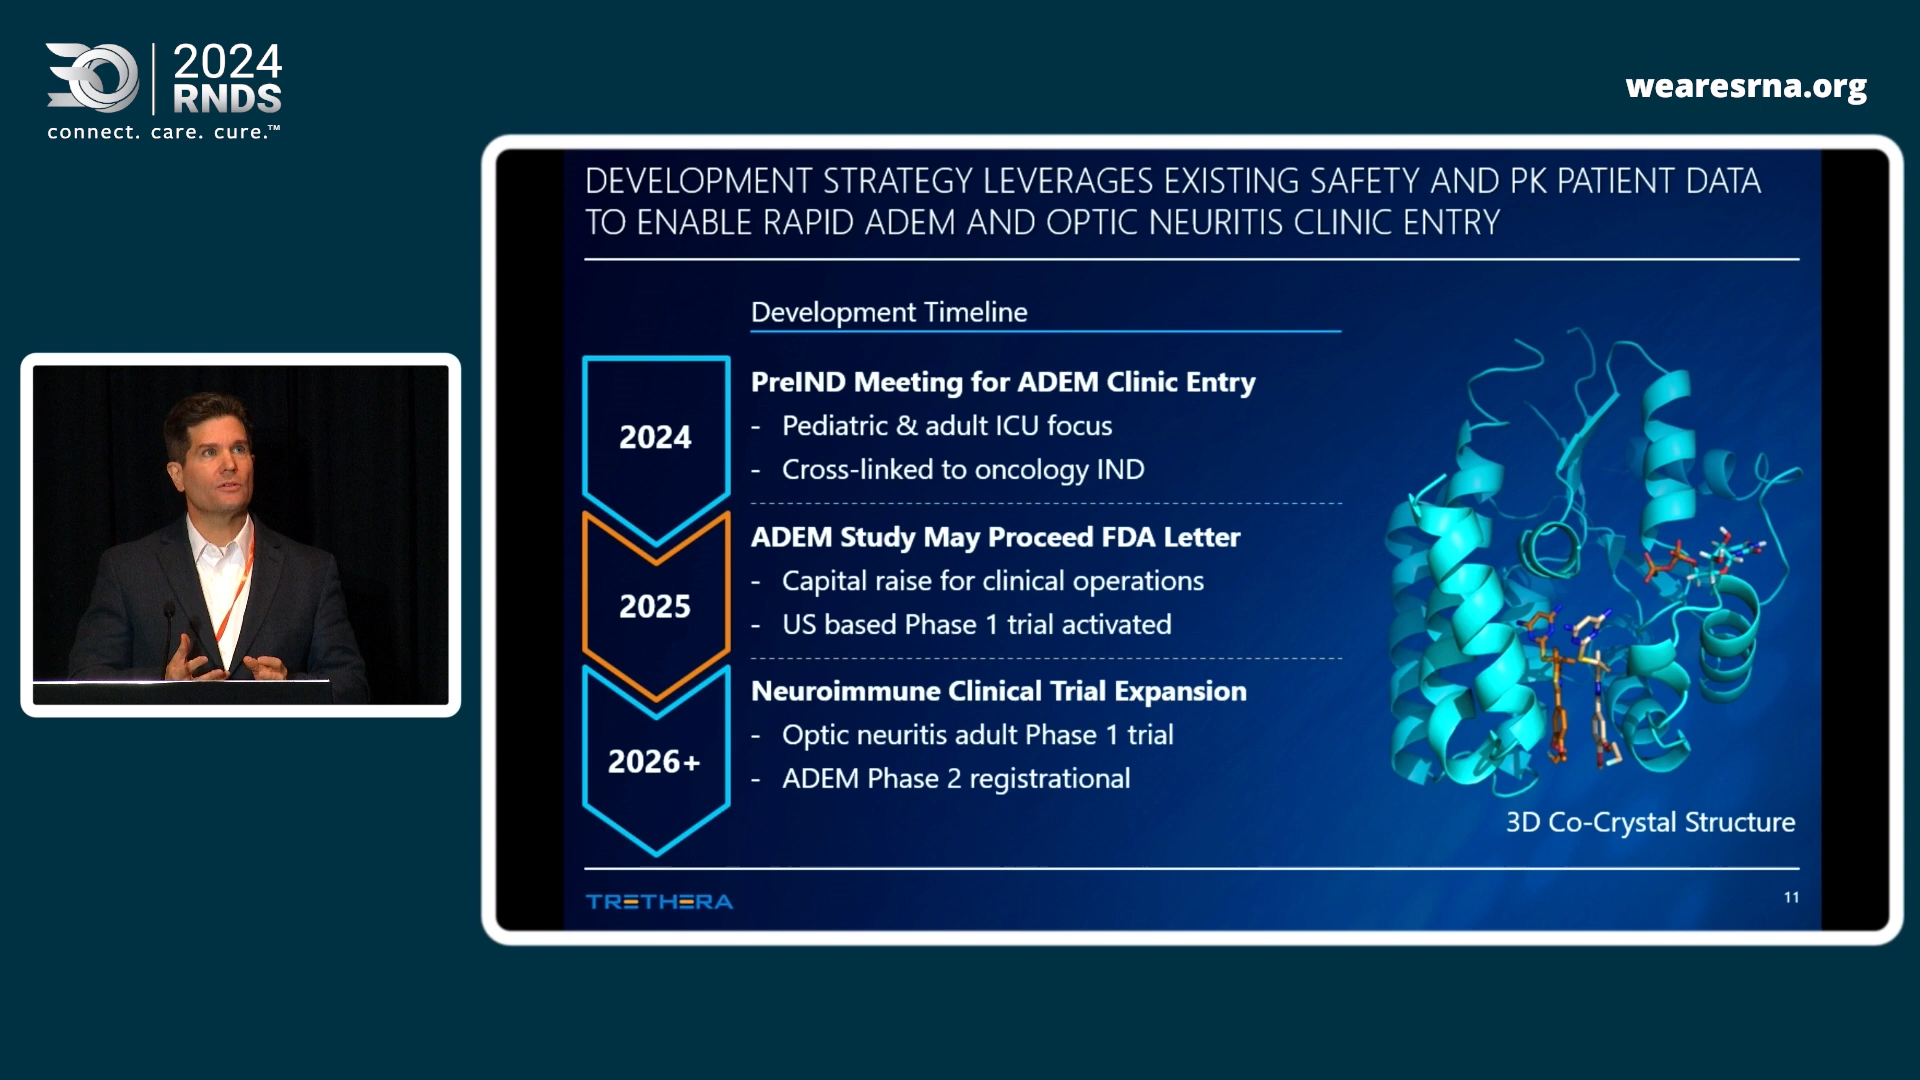 2024
RNDS
connect. care. cure.™
wearesrna.org
DEVELOPMENT STRATEGY LEVERAGES EXISTING SAFETY AND PK PATIENT DATA
TO ENABLE RAPID ADEM AND OPTIC NEURITIS CLINIC ENTRY
Development Timeline
2024
PreIND Meeting for ADEM Clinic Entry
- Pediatric & adult ICU focus
- Cross-linked to oncology IND
2025
ADEM Study May Proceed FDA Letter
- Capital raise for clinical operations
- US based Phase 1 trial activated
2026+
Neuroimmune Clinical Trial Expansion
- Optic neuritis adult Phase 1 trial
- ADEM Phase 2 registrational
3D Co-Crystal Structure
TRETHERA
11